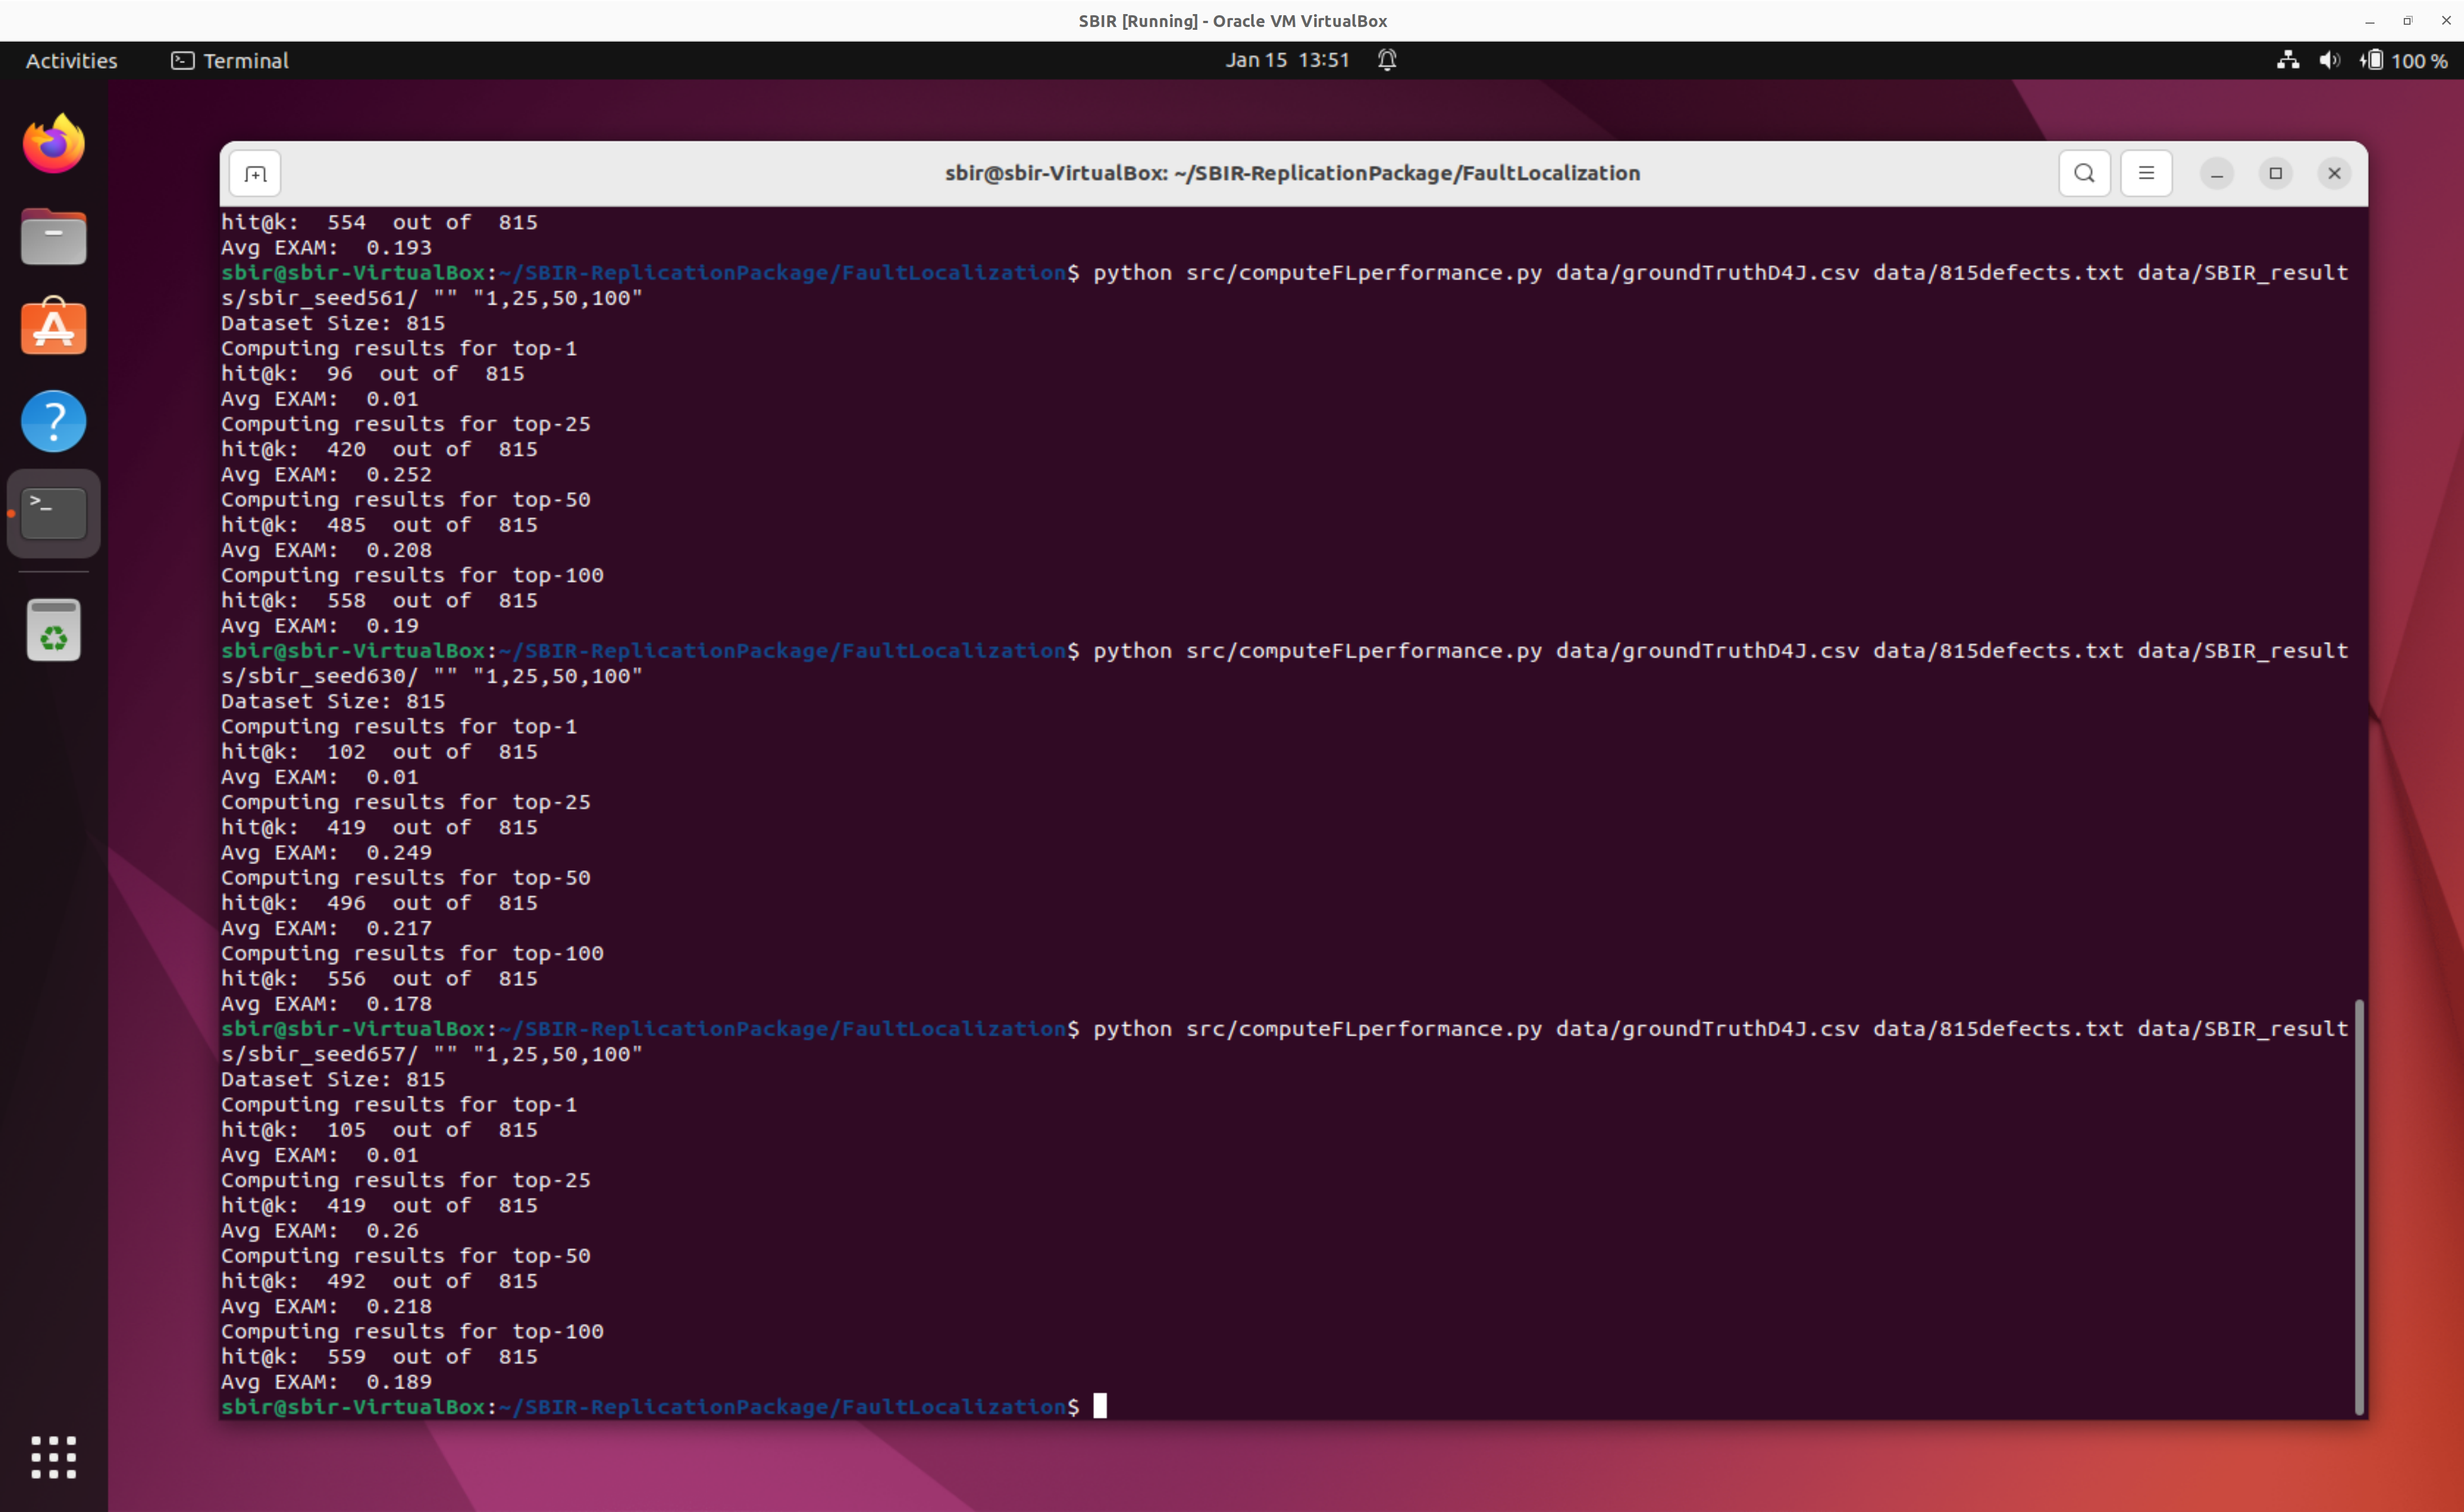 SBIR [Running] - Oracle VM VirtualBox
Activities
Terminal
Jan 15  13:51
100 %
sbir@sbir-VirtualBox: ~/SBIR-ReplicationPackage/FaultLocalization
hit@k:  554  out of  815
Avg EXAM:  0.193
sbir@sbir-VirtualBox:~/SBIR-ReplicationPackage/FaultLocalization$ python src/computeFLperformance.py data/groundTruthD4J.csv data/815defects.txt data/SBIR_result
s/sbir_seed561/ "" "1,25,50,100"
Dataset Size: 815
Computing results for top-1
hit@k:  96  out of  815
Avg EXAM:  0.01
Computing results for top-25
hit@k:  420  out of  815
Avg EXAM:  0.252
Computing results for top-50
hit@k:  485  out of  815
Avg EXAM:  0.208
Computing results for top-100
hit@k:  558  out of  815
Avg EXAM:  0.19
sbir@sbir-VirtualBox:~/SBIR-ReplicationPackage/FaultLocalization$ python src/computeFLperformance.py data/groundTruthD4J.csv data/815defects.txt data/SBIR_result
s/sbir_seed630/ "" "1,25,50,100"
Dataset Size: 815
Computing results for top-1
hit@k:  102  out of  815
Avg EXAM:  0.01
Computing results for top-25
hit@k:  419  out of  815
Avg EXAM:  0.249
Computing results for top-50
hit@k:  496  out of  815
Avg EXAM:  0.217
Computing results for top-100
hit@k:  556  out of  815
Avg EXAM:  0.178
sbir@sbir-VirtualBox:~/SBIR-ReplicationPackage/FaultLocalization$ python src/computeFLperformance.py data/groundTruthD4J.csv data/815defects.txt data/SBIR_result
s/sbir_seed657/ "" "1,25,50,100"
Dataset Size: 815
Computing results for top-1
hit@k:  105  out of  815
Avg EXAM:  0.01
Computing results for top-25
hit@k:  419  out of  815
Avg EXAM:  0.26
Computing results for top-50
hit@k:  492  out of  815
Avg EXAM:  0.218
Computing results for top-100
hit@k:  559  out of  815
Avg EXAM:  0.189
sbir@sbir-VirtualBox:~/SBIR-ReplicationPackage/FaultLocalization$